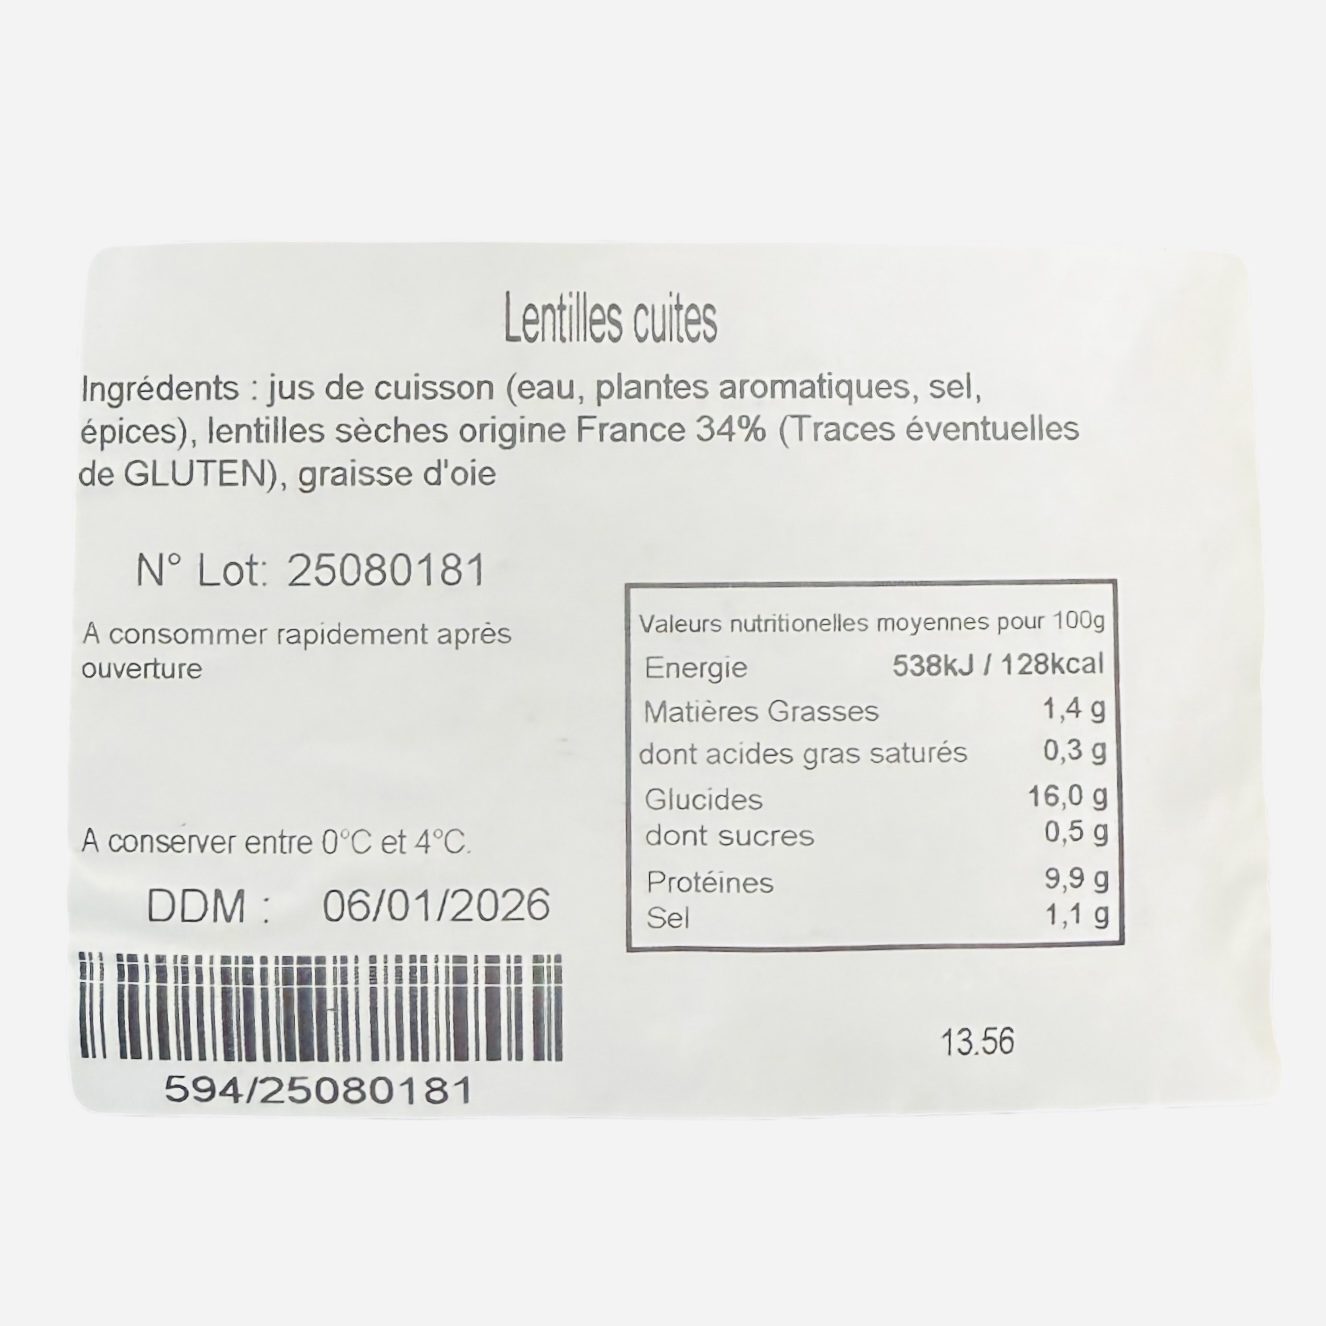 Lentilles cuites
Ingrédents : jus de cuisson (eau, plantes aromatiques, sel,
épices), lentilles sèches origine France 34% (Traces éventuelles
de GLUTEN), graisse d'oie
N° Lot: 25080181
A consommer rapidement après
ouverture
A conserver entre 0°C et 4°C.
DDM : 06/01/2026
594/25080181
Valeurs nutritionelles moyennes pour 100g
Energie 538kJ / 128kcal
Matières Grasses 1,4 g
dont acides gras saturés 0,3 g
Glucides 16,0 g
dont sucres 0,5 g
Protéines 9,9 g
Sel 1,1 g
13.56